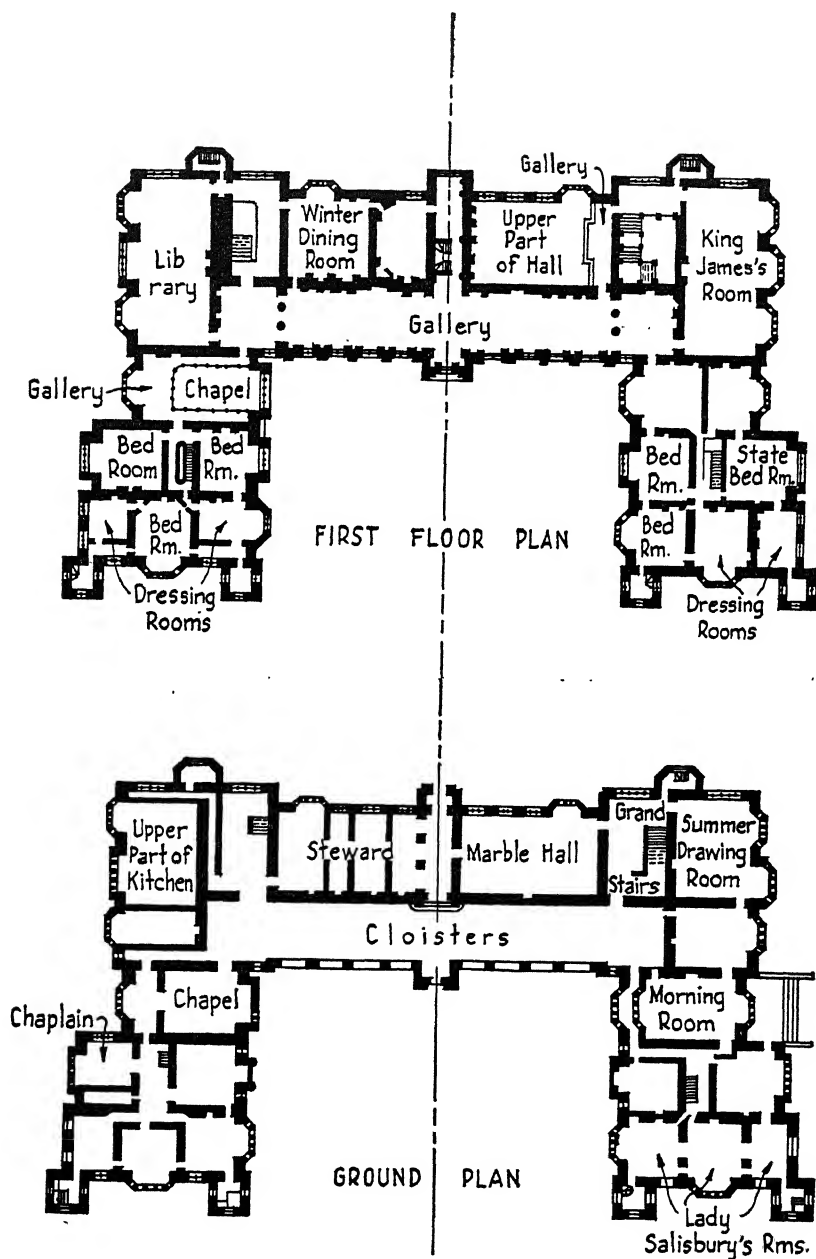 Gallery
Winter
Dining
Room
Upper
Part
of Hall
King
James's
Room
Lib
rary
Gallery
Gallery
Chapel
Bed
Room
Bed
Rm.
Bed
Rm.
State
Bed Rm.
Bed
Rm.
Bed
Rm.
FIRST FLOOR PLAN
Dressing
Rooms
Dressing
Rooms
Upper
Part of
Kitchen
Steward
Marble Hall
Grand
Stairs
Summer
Drawing
Room
Cloisters
Chapel
Morning
Room
Chaplain
GROUND PLAN
Lady
Salisbury's Rms.